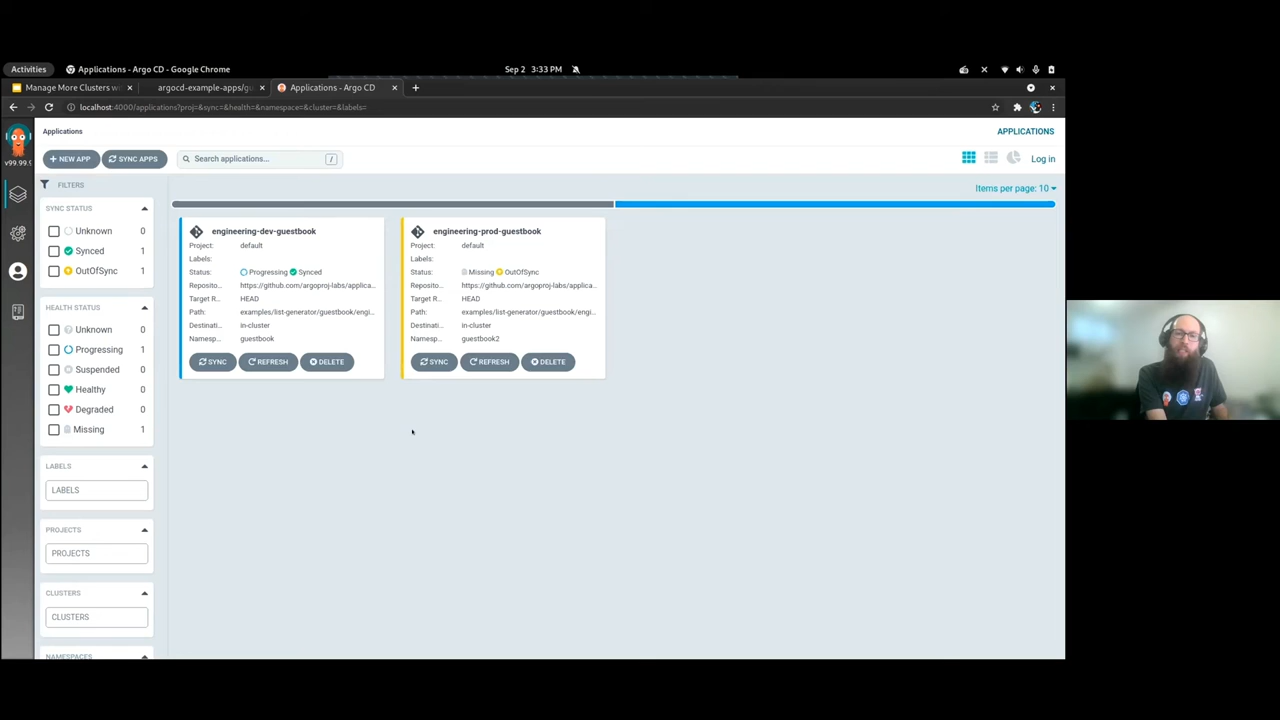 Activities
Applications - Argo CD - Google Chrome
Sep 2 3:33 PM
Manage More Clusters w
argocd-example-apps/gu
Applications - Argo CD
localhost:4000/applications?proj=&sync=&health=&namespace=&cluster=&labels=
Applications
APPLICATIONS
v99.99.9
NEW APP
SYNC APPS
Search applications...
/
Log in
FILTERS
Items per page: 10
SYNC STATUS
Unknown 0
Synced 1
OutOfSync 1
HEALTH STATUS
Unknown 0
Progressing 1
Suspended 0
Healthy 0
Degraded 0
Missing 1
LABELS
LABELS
PROJECTS
PROJECTS
CLUSTERS
CLUSTERS
NAMESPACES
engineering-dev-guestbook
Project: default
Labels:
Status: Progressing Synced
Reposito... https://github.com/argoproj-labs/applica...
Target R... HEAD
Path: examples/list-generator/guestbook/engi...
Destinati... in-cluster
Namesp... guestbook
SYNC REFRESH DELETE
engineering-prod-guestbook
Project: default
Labels:
Status: Missing OutOfSync
Reposito... https://github.com/argoproj-labs/applica...
Target R... HEAD
Path: examples/list-generator/guestbook/engi...
Destinati... in-cluster
Namesp... guestbook2
SYNC REFRESH DELETE